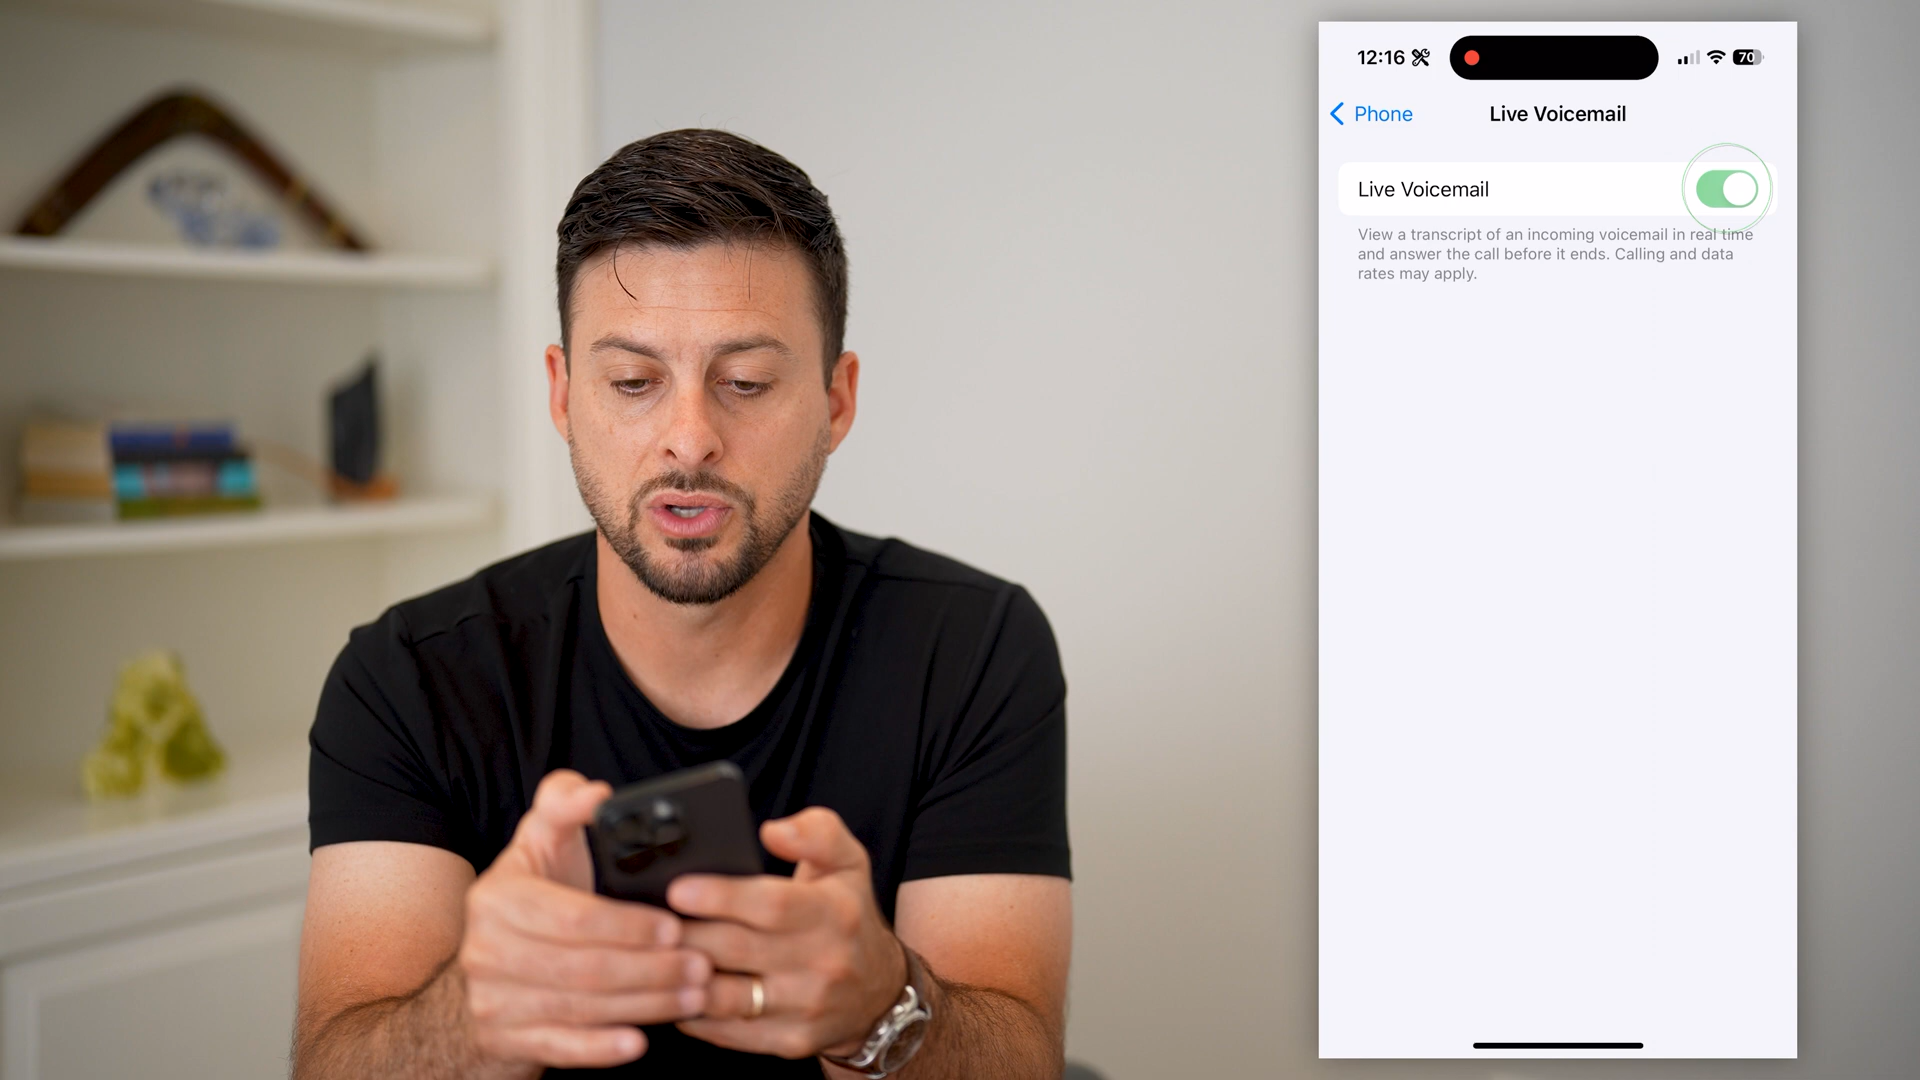 12:16
70
Phone
Live Voicemail
Live Voicemail
View a transcript of an incoming voicemail in real time
and answer the call before it ends. Calling and data
rates may apply.